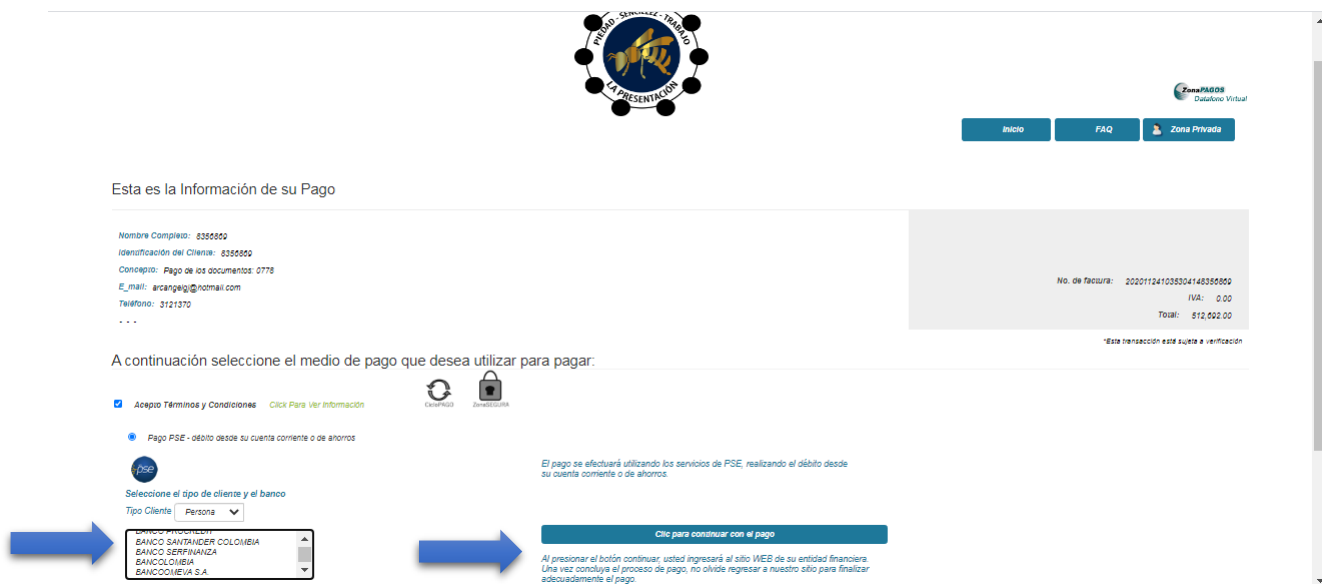 PIEDAD - SENCILLEZ - TRABAJO
LA PRESENTACIÓN
ZonaPAGOS
Datafono Virtual
Inicio
FAQ
Zona Privada
Esta es la Información de su Pago
Nombre Completo: 8356869
Identificación del Cliente: 8356869
Concepto: Pago de los documentos: 0778
E_mail: arcangelgj@hotmail.com
Teléfono: 3121370
. . .
No. de factura: 202011241035304148356869
IVA: 0.00
Total: 512,692.00
*Esta transacción está sujeta a verificación
A continuación seleccione el medio de pago que desea utilizar para pagar:
Acepto Términos y Condiciones Click Para Ver Información
CicloPAGO
ZonaSEGURA
Pago PSE - débito desde su cuenta corriente o de ahorros
pse
El pago se efectuará utilizando los servicios de PSE, realizando el débito desde
su cuenta corriente o de ahorros.
Seleccione el tipo de cliente y el banco
Tipo Cliente Persona
BANCO PROCREDIT
BANCO SANTANDER COLOMBIA
BANCO SERFINANZA
BANCOLOMBIA
BANCOOMEVA S.A.
Clic para continuar con el pago
Al presionar el botón continuar, usted ingresará al sitio WEB de su entidad financiera.
Una vez concluya el proceso de pago, no olvide regresar a nuestro sitio para finalizar
adecuadamente el pago.